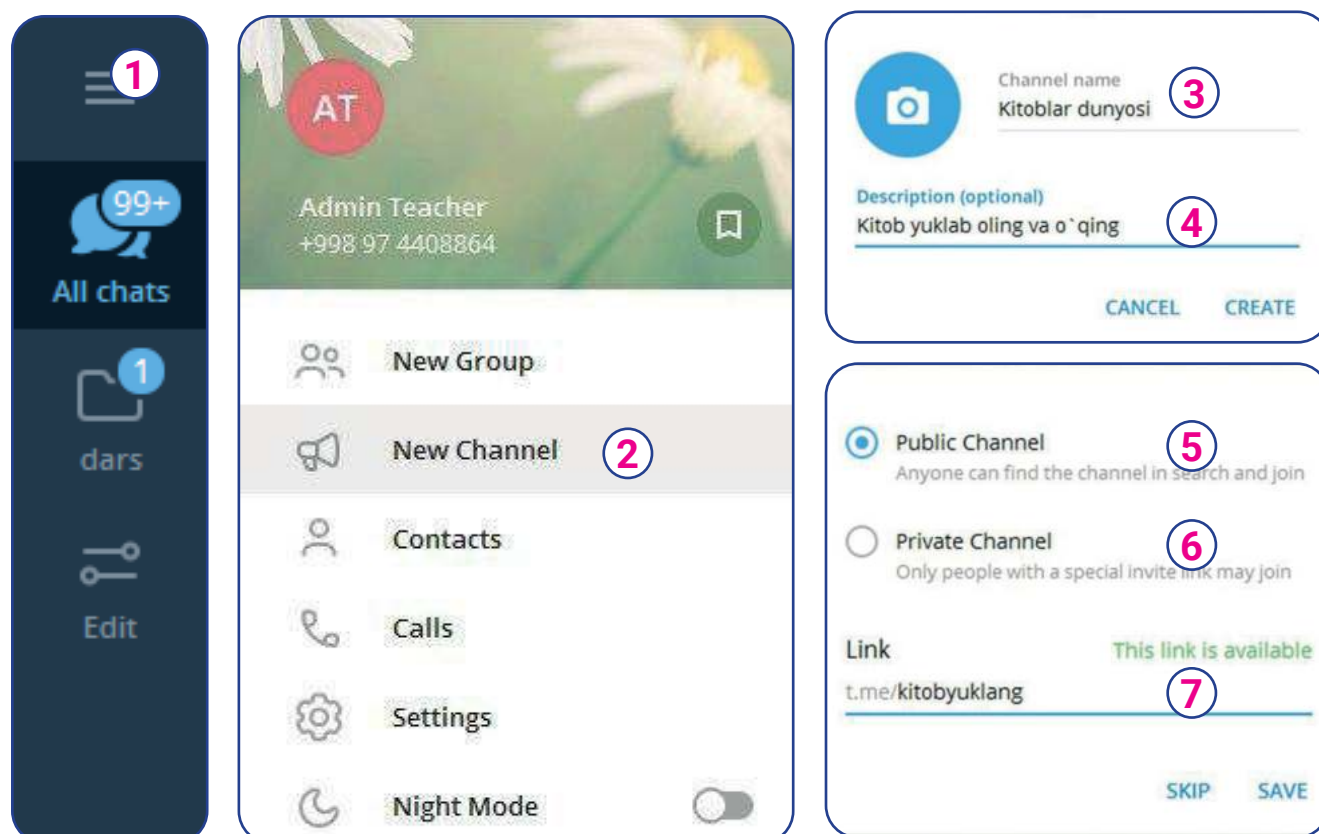 1
99+
All chats
1
dars
Edit
AT
Admin Teacher
+998 97 4408864
New Group
New Channel 2
Contacts
Calls
Settings
Night Mode
Channel name
Kitoblar dunyosi 3
Description (optional)
Kitob yuklab oling va o`qing 4
CANCEL CREATE
Public Channel 5
Anyone can find the channel in search and join
Private Channel 6
Only people with a special invite link may join
Link This link is available
t.me/kitobyuklang 7
SKIP SAVE